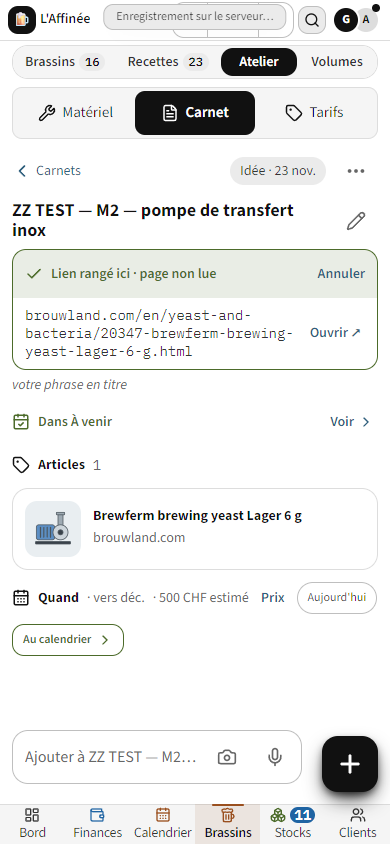 L'Affinée
Enregistrement sur le serveur…
G
A
Brassins 16
Recettes 23
Atelier
Volumes
Matériel
Carnet
Tarifs
Carnets
Idée · 23 nov.
ZZ TEST — M2 — pompe de transfert
inox
Lien rangé ici · page non lue
Annuler
brouwland.com/en/yeast-and-
bacteria/20347-brewferm-brewing-
yeast-lager-6-g.html
Ouvrir ↗
votre phrase en titre
Dans À venir
Voir
Articles 1
Brewferm brewing yeast Lager 6 g
brouwland.com
Quand · vers déc. · 500 CHF estimé Prix
Aujourd'hui
Au calendrier
Ajouter à ZZ TEST — M2…
Bord
Finances
Calendrier
Brassins
Stocks 11
Clients